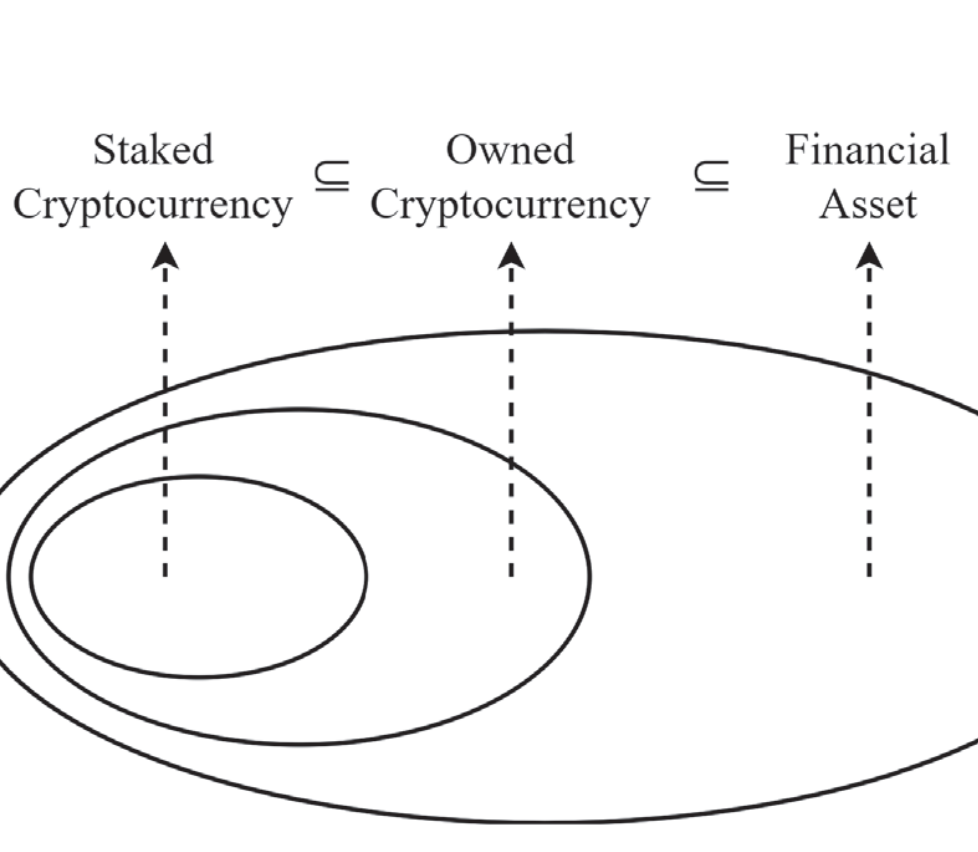 Staked
Cryptocurrency
⊆
Owned
Cryptocurrency
⊆
Financial
Asset